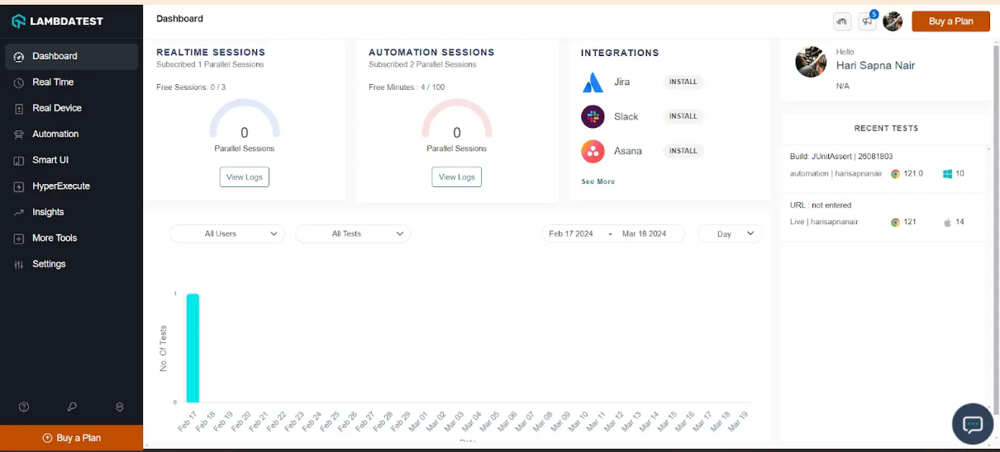 LAMBDATEST
Dashboard
Real Time
Real Device
Automation
Smart UI
HyperExecute
Insights
More Tools
Settings
Buy a Plan
Dashboard
5
Buy a Plan
REALTIME SESSIONS
Subscribed 1 Parallel Sessions
Free Sessions: 0 / 3
0
Parallel Sessions
View Logs
AUTOMATION SESSIONS
Subscribed 2 Parallel Sessions
Free Minutes : 4 / 100
0
Parallel Sessions
View Logs
INTEGRATIONS
Jira INSTALL
Slack INSTALL
Asana INSTALL
See More
Hello
Hari Sapna Nair
N/A
RECENT TESTS
Build: JUnitAssert | 26081803
automation | harisapnanair 121.0 10
URL : not entered
Live | harisapnanair 121 14
All Users All Tests Feb 17 2024 - Mar 18 2024 Day
No. Of Tests
1
0
Feb 17 Feb 18 Feb 19 Feb 20 Feb 21 Feb 22 Feb 23 Feb 24 Feb 25 Feb 26 Feb 27 Feb 28 Feb 29 Mar 01 Mar 02 Mar 03 Mar 04 Mar 05 Mar 06 Mar 07 Mar 08 Mar 09 Mar 10 Mar 11 Mar 12 Mar 13 Mar 14 Mar 15 Mar 16 Mar 17 Mar 18 Mar 19